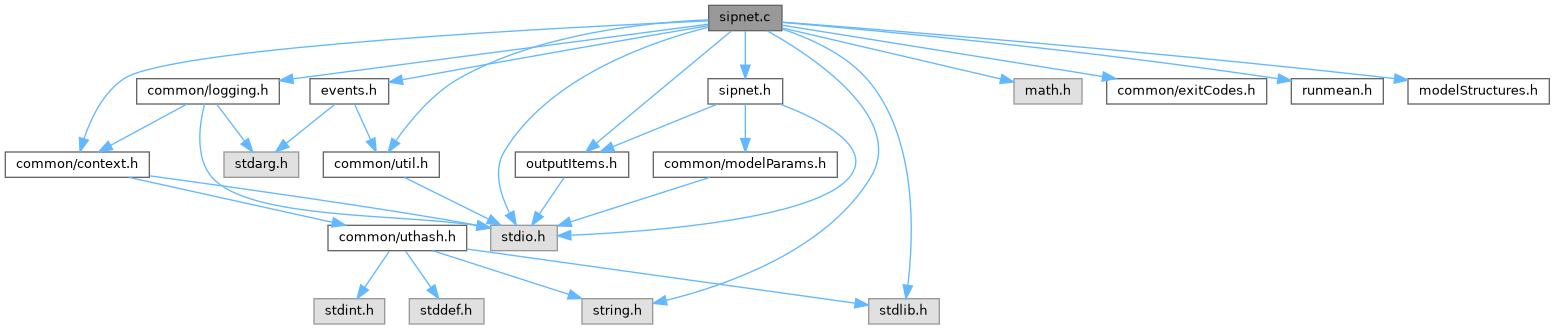 sipnet.c
common/logging.h
events.h
sipnet.h
math.h
common/exitCodes.h
runmean.h
modelStructures.h
common/context.h
stdarg.h
common/util.h
outputItems.h
common/modelParams.h
common/uthash.h
stdio.h
stdint.h
stddef.h
string.h
stdlib.h